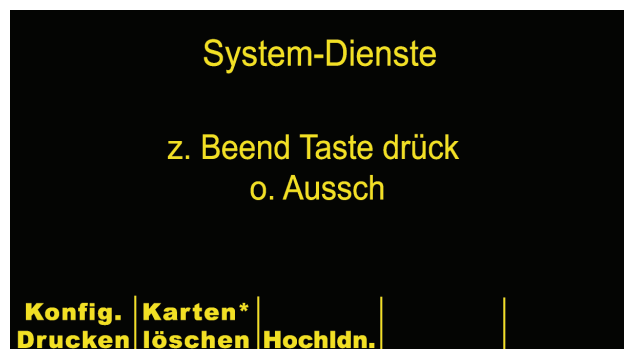 System-Dienste
z. Beend Taste drück
o. Aussch
Konfig. Karten*
Drucken löschen Hochldn.